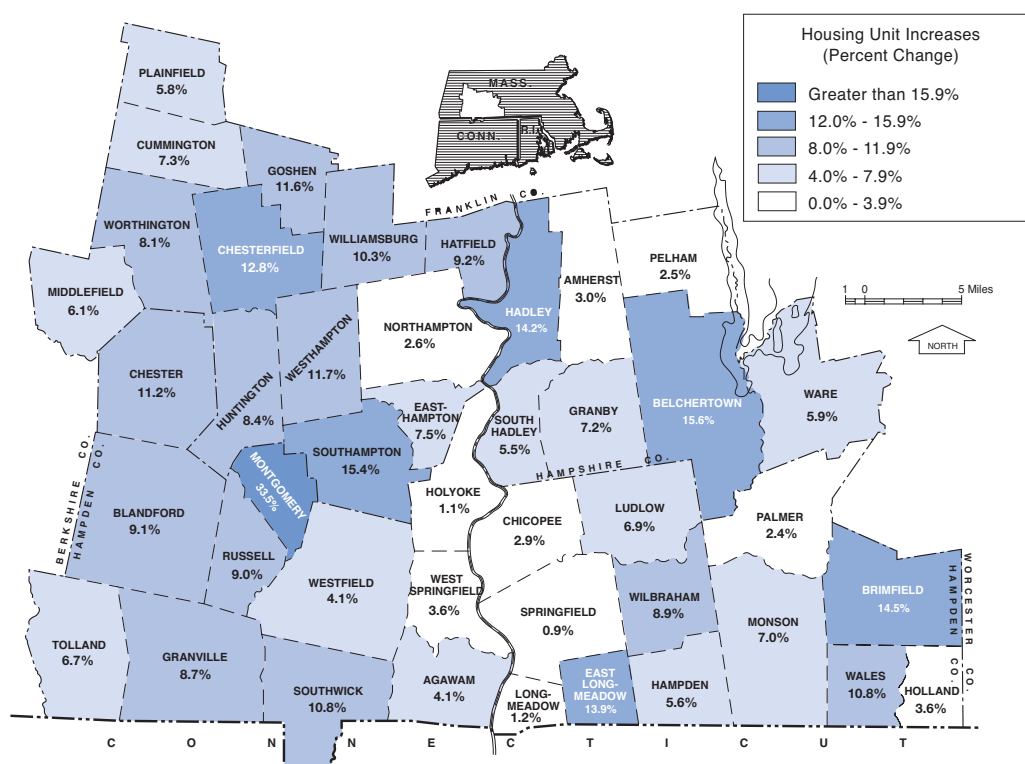 Housing Unit Increases
(Percent Change)
Greater than 15.9%
12.0% - 15.9%
8.0% - 11.9%
4.0% - 7.9%
0.0% - 3.9%
MASS.
CONN.
R.I.
PLAINFIELD
5.8%
CUMMINGTON
7.3%
GOSHEN
11.6%
WORTHINGTON
8.1%
CHESTERFIELD
12.8%
WILLIAMSBURG
10.3%
FRANKLIN CO.
HATFIELD
9.2%
HADLEY
14.2%
AMHERST
3.0%
PELHAM
2.5%
1 0 5 Miles
NORTH
MIDDLEFIELD
6.1%
CHESTER
11.2%
HUNTINGTON
8.4%
WESTHAMPTON
11.7%
NORTHAMPTON
2.6%
EAST-
HAMPTON
7.5%
SOUTH
HADLEY
5.5%
GRANBY
7.2%
BELCHERTOWN
15.6%
WARE
5.9%
BERKSHIRE CO.
HAMPDEN CO.
BLANDFORD
9.1%
MONTGOMERY
33.5%
SOUTHAMPTON
15.4%
HOLYOKE
1.1%
HAMPSHIRE CO.
CHICOPEE
2.9%
LUDLOW
6.9%
PALMER
2.4%
RUSSELL
9.0%
WESTFIELD
4.1%
WEST
SPRINGFIELD
3.6%
SPRINGFIELD
0.9%
WILBRAHAM
8.9%
MONSON
7.0%
BRIMFIELD
14.5%
HAMPDEN CO.
WORCESTER CO.
TOLLAND
6.7%
GRANVILLE
8.7%
SOUTHWICK
10.8%
AGAWAM
4.1%
LONG-
MEADOW
1.2%
EAST
LONG-
MEADOW
13.9%
HAMPDEN
5.6%
WALES
10.8%
HOLLAND
3.6%
CONNECTICUT